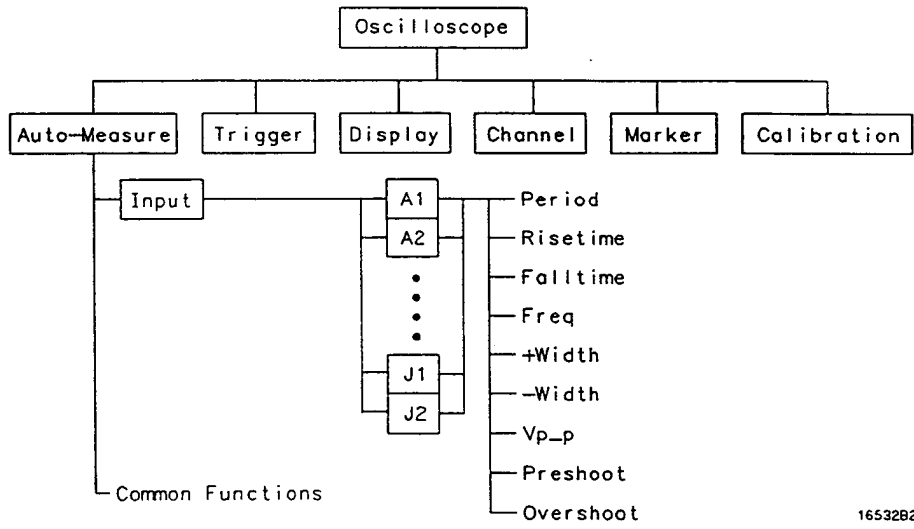 Oscilloscope
Auto-Measure Trigger Display Channel Marker Calibration
Input A1 Period
A2 Risetime
Falltime
Freq
+Width
J1
-Width
J2
Vp_p
Preshoot
Common Functions
Overshoot
16532B2